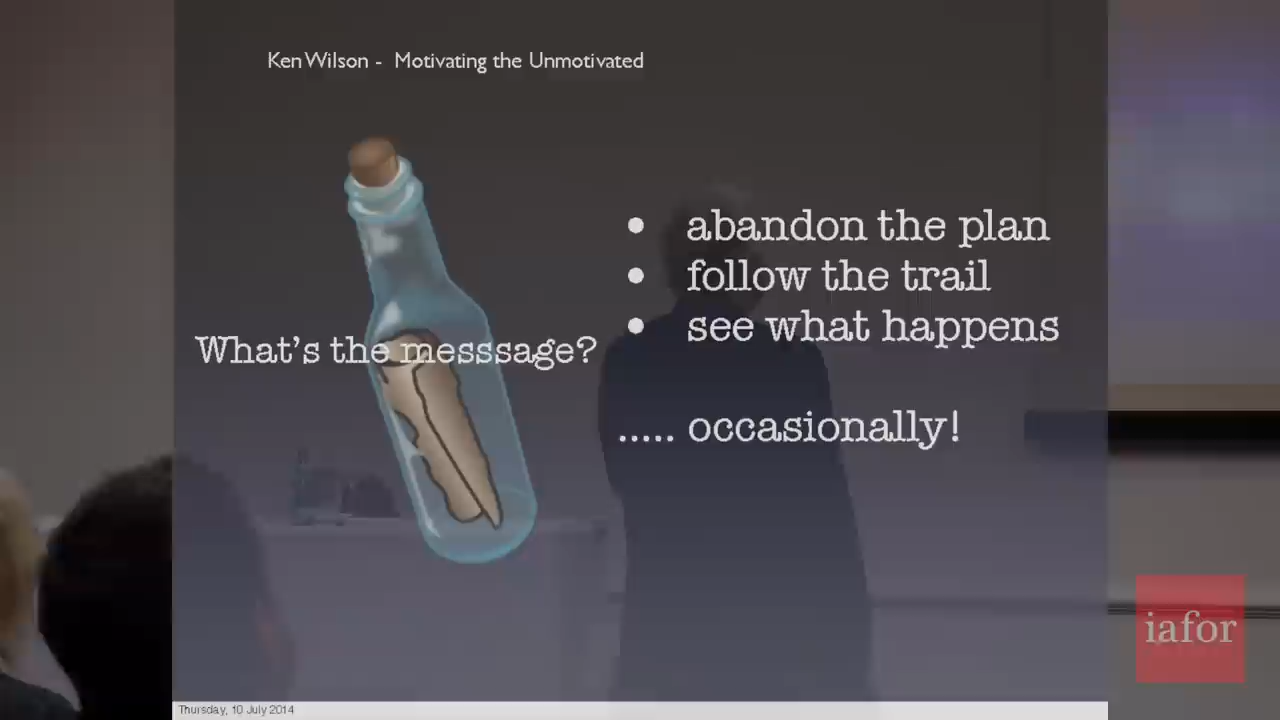 Ken Wilson - Motivating the Unmotivated
What's the messsage?
• abandon the plan
• follow the trail
• see what happens
..... occasionally!
iafor
Thursday, 10 July 2014